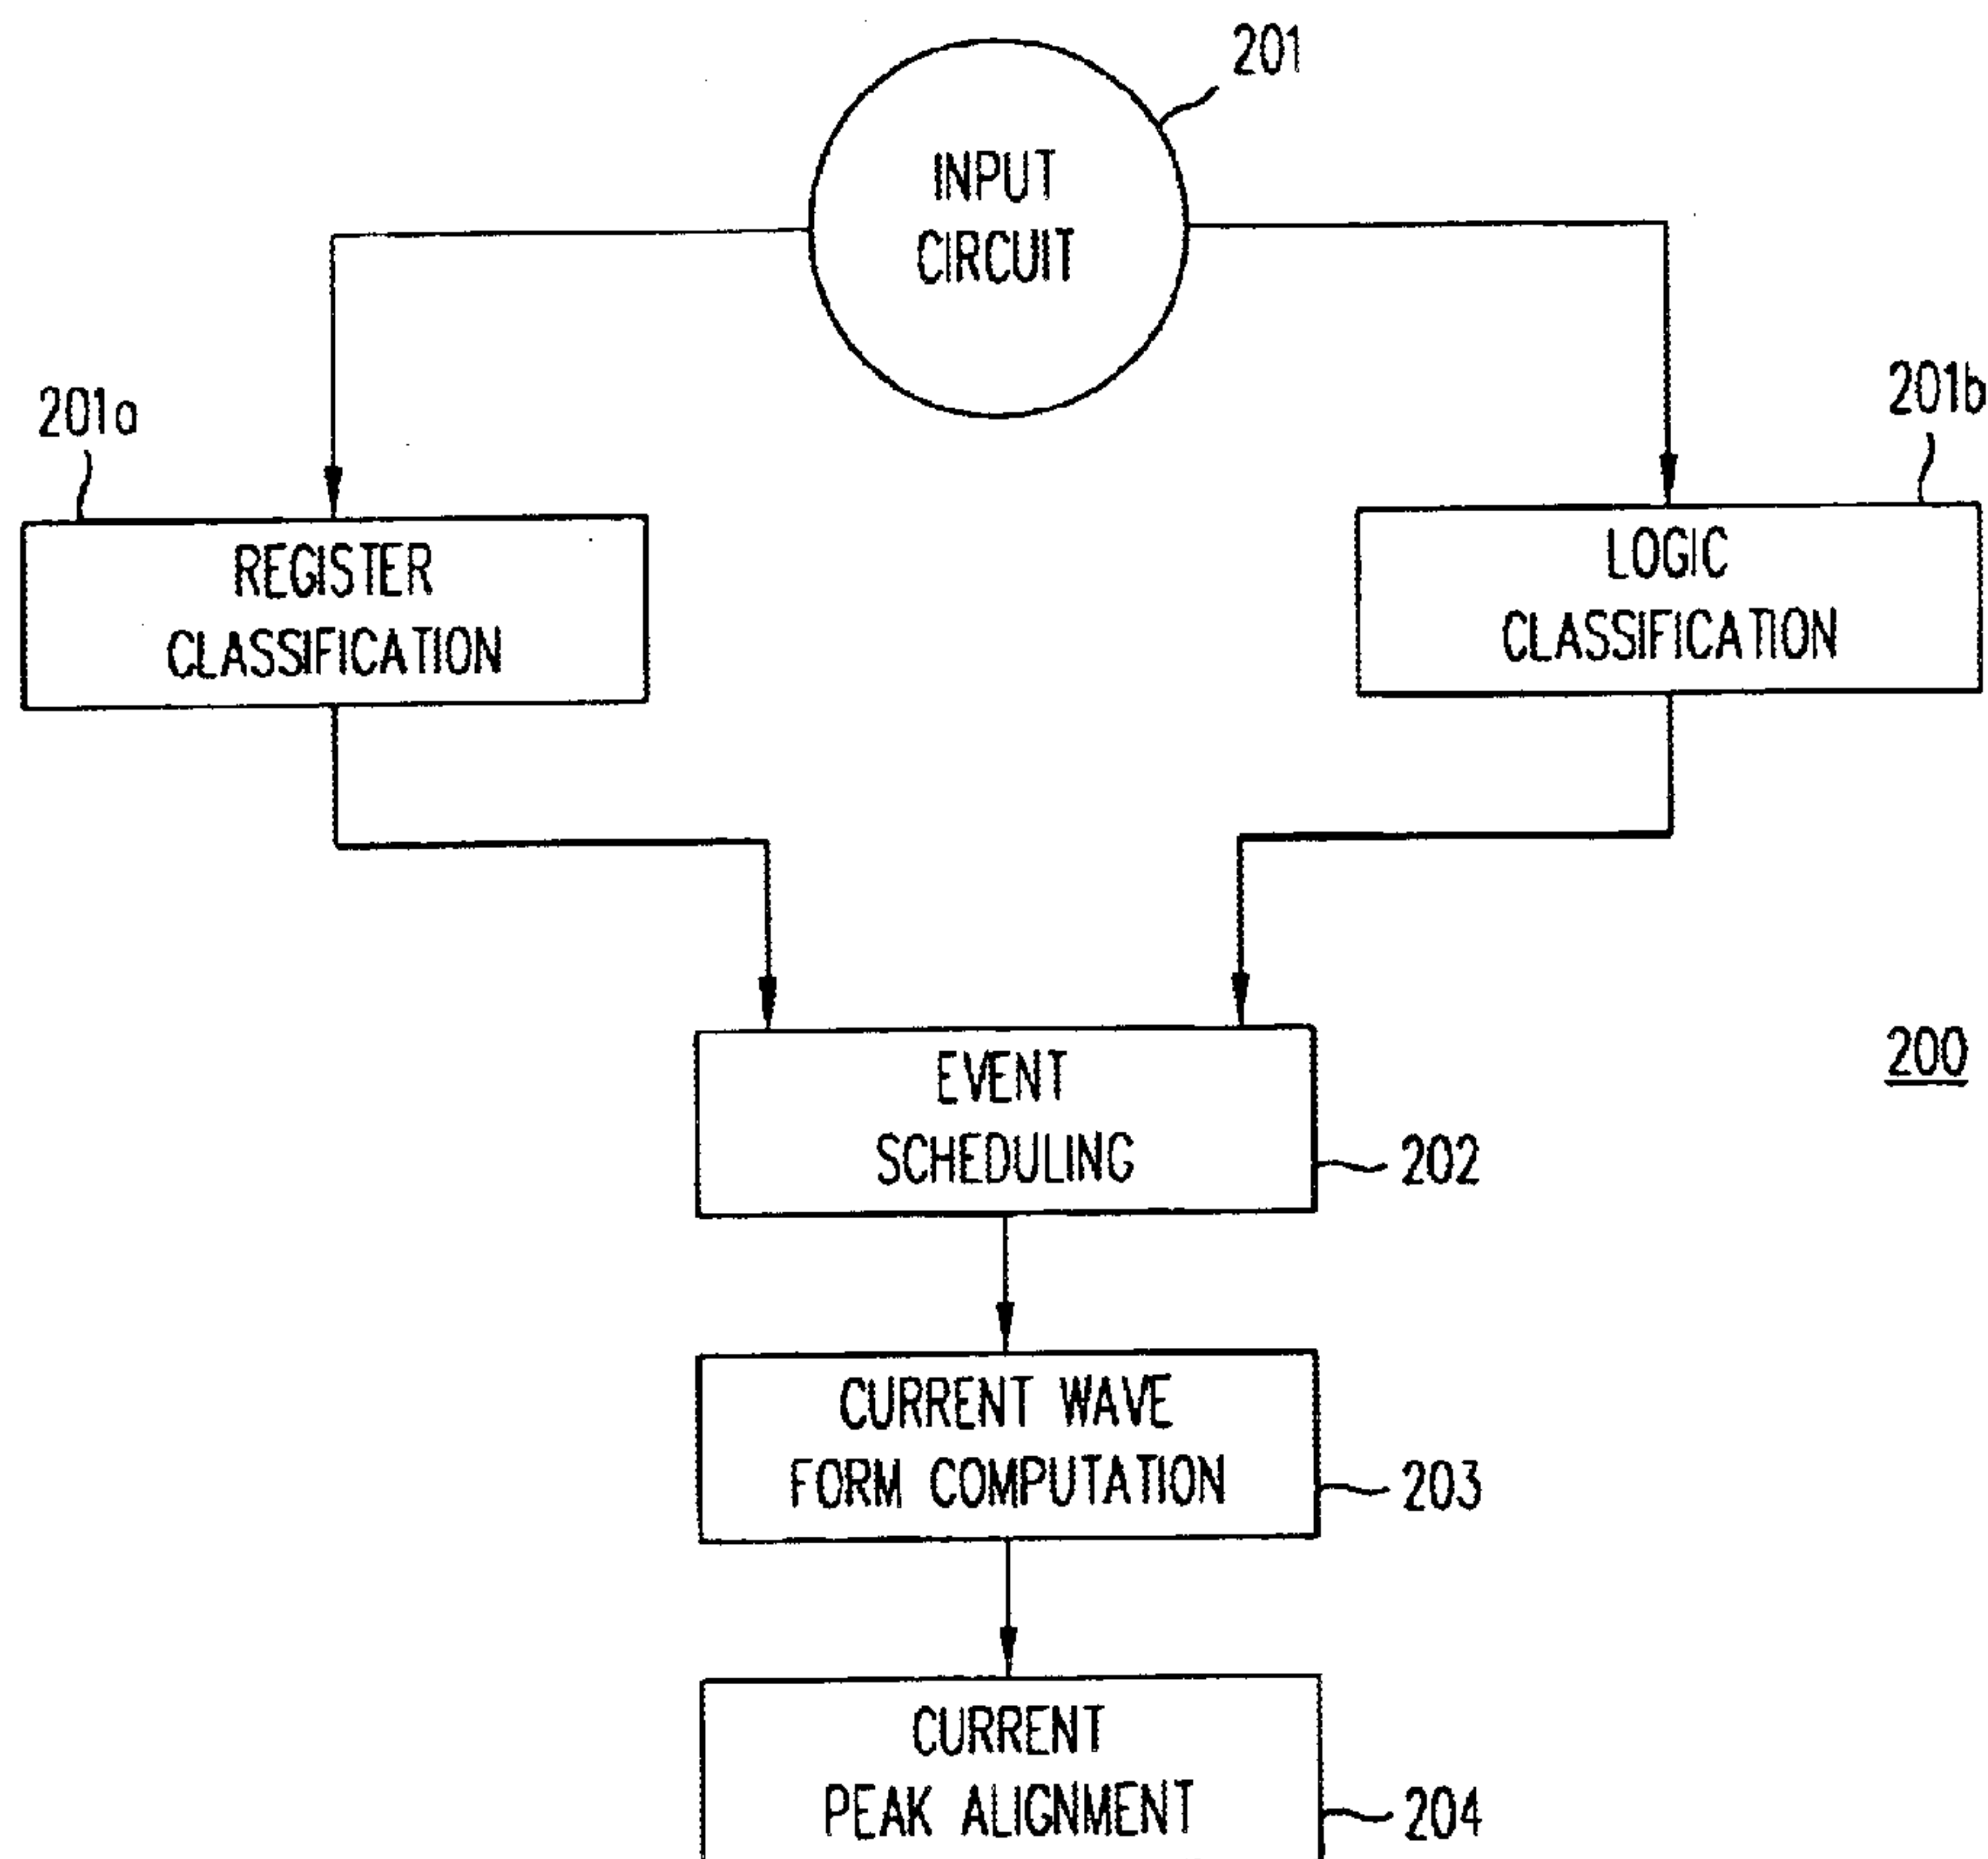 201
INPUT
CIRCUIT
201a
201b
REGISTER
CLASSIFICATION
LOGIC
CLASSIFICATION
EVENT
SCHEDULING
200
202
CURRENT WAVE
FORM COMPUTATION
203
CURRENT
PEAK ALIGNMENT
204